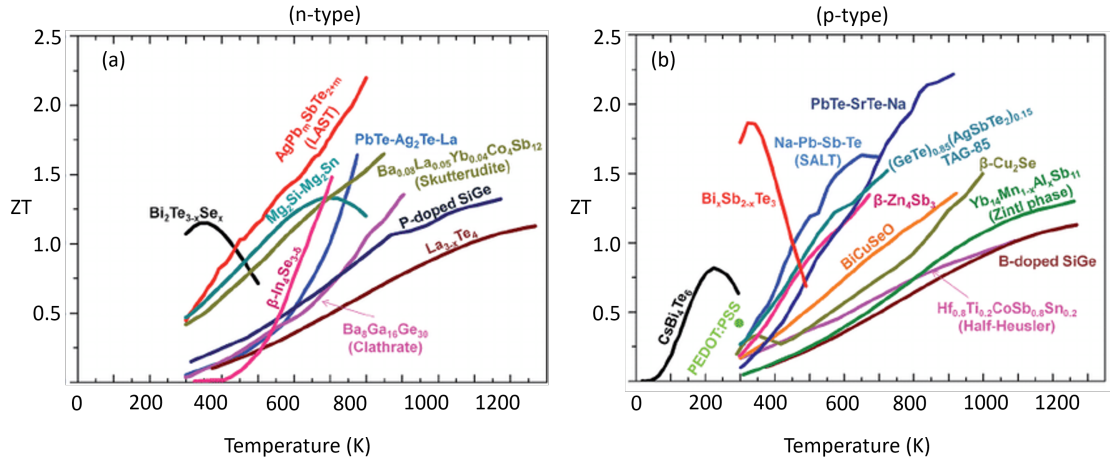 (n-type)
(p-type)
(a)
2.5
2.0
1.5
1.0
0.5
ZT
AgPbₘSbTe₂₊ₘ
(LAST)
PbTe-Ag₂Te-La
Ba₀.₀₈La₀.₀₅Yb₀.₀₄Co₄Sb₁₂
(Skutterudite)
Mg₂Si-Mg₂Sn
Bi₂Te₃₋ₓSeₓ
P-doped SiGe
La₃₋ₓTe₄
β-In₄Se₃₋δ
Ba₈Ga₁₆Ge₃₀
(Clathrate)
0 200 400 600 800 1000 1200
Temperature (K)
(b)
2.5
2.0
1.5
1.0
0.5
ZT
PbTe-SrTe-Na
Na-Pb-Sb-Te
(SALT)
(GeTe)₀.₈₅(AgSbTe₂)₀.₁₅
TAG-85
β-Cu₂Se
BiₓSb₂₋ₓTe₃
β-Zn₄Sb₃
Yb₁₄Mn₁₋ₓAlₓSb₁₁
(Zintl phase)
BiCuSeO
B-doped SiGe
CsBi₄Te₆
PEDOT:PSS
Hf₀.₈Ti₀.₂CoSb₀.₈Sn₀.₂
(Half-Heusler)
0 200 400 600 800 1000 1200
Temperature (K)